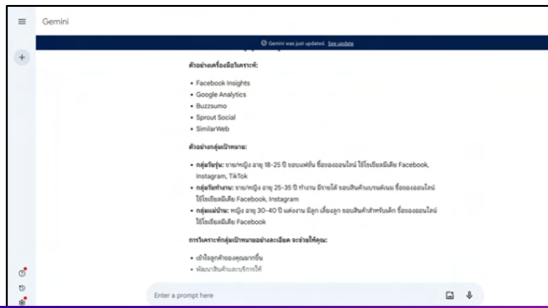 Gemini
Gemini was just updated. See update
ตัวอย่างเครื่องมือวิเคราะห์:
• Facebook Insights
• Google Analytics
• Buzzsumo
• Sprout Social
• SimilarWeb
ตัวอย่างกลุ่มเป้าหมาย:
• กลุ่มวัยรุ่น: ชาย/หญิง อายุ 18-25 ปี ชอบแฟชั่น ซื้อของออนไลน์ ใช้โซเชียลมีเดีย Facebook,
Instagram, TikTok
• กลุ่มวัยทำงาน: ชาย/หญิง อายุ 25-35 ปี ทำงาน มีรายได้ ชอบสินค้าแบรนด์เนม ซื้อของออนไลน์
ใช้โซเชียลมีเดีย Facebook, Instagram
• กลุ่มแม่บ้าน: หญิง อายุ 30-40 ปี แต่งงาน มีลูก เลี้ยงลูก ชอบสินค้าสำหรับเด็ก ซื้อของออนไลน์
ใช้โซเชียลมีเดีย Facebook
การวิเคราะห์กลุ่มเป้าหมายอย่างละเอียด จะช่วยให้คุณ:
• เข้าใจลูกค้าของคุณมากขึ้น
• พัฒนาสินค้าและบริการให้
Enter a prompt here